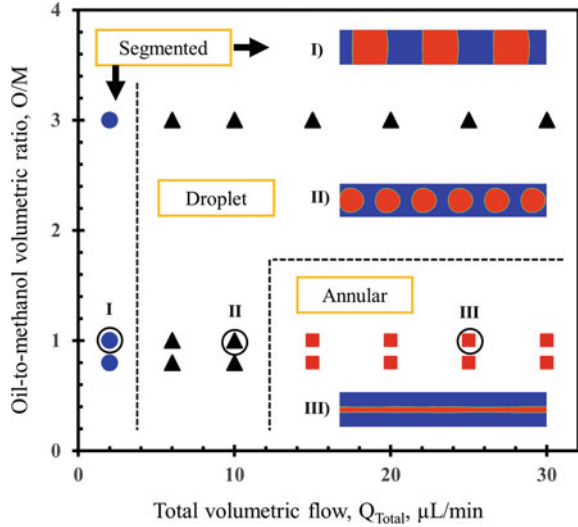 4
3
2
1
0
Oil-to-methanol volumetric ratio, O/M
Segmented
I)
Droplet
II)
I
II
Annular
III
III)
0
10
20
30
Total volumetric flow, Q_Total, µL/min